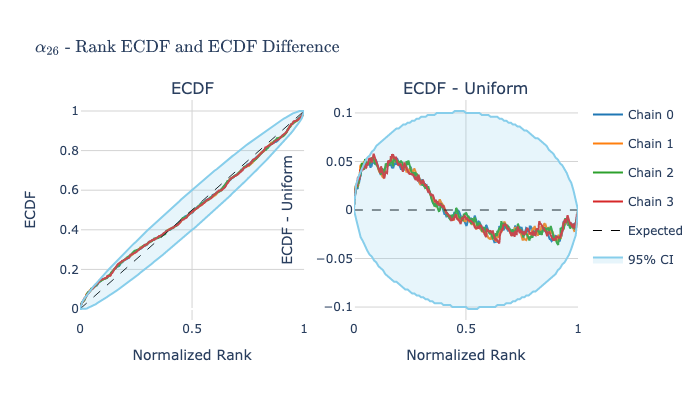 α26 - Rank ECDF and ECDF Difference
ECDF
ECDF - Uniform
1
0.8
0.6
0.4
0.2
0
0
0.5
1
ECDF
Normalized Rank
0.1
0.05
0
−0.05
−0.1
0
0.5
1
ECDF - Uniform
Normalized Rank
Chain 0
Chain 1
Chain 2
Chain 3
Expected
95% CI